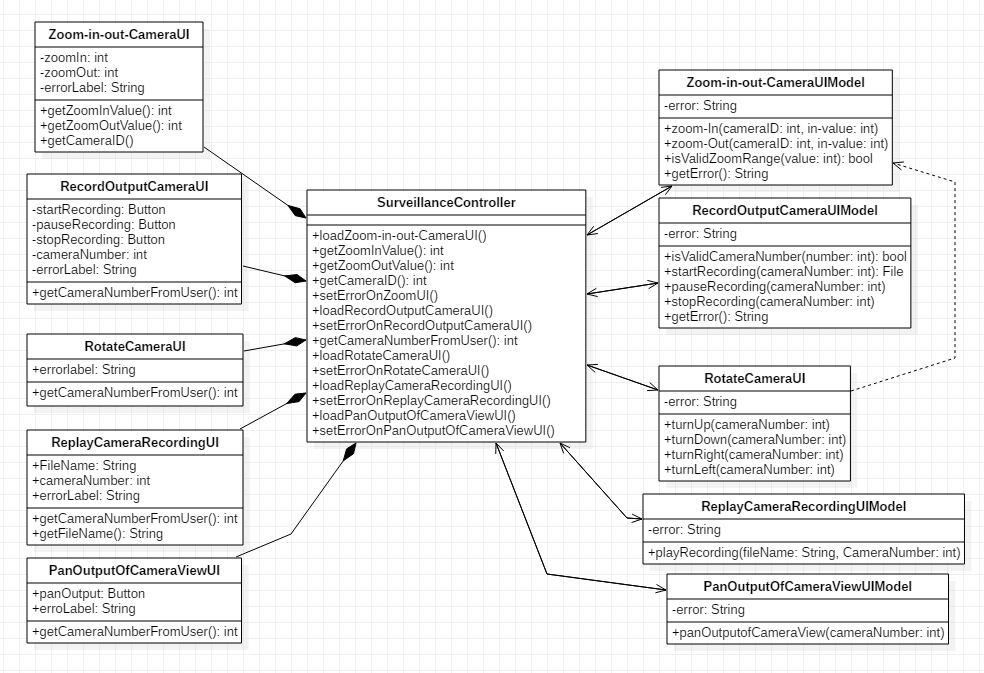 Zoom-in-out-CameraUI
-zoomIn: int
-zoomOut: int
-errorLabel: String
+getZoomInValue(): int
+getZoomOutValue(): int
+getCameraID()
RecordOutputCameraUI
-startRecording: Button
-pauseRecording: Button
-stopRecording: Button
-cameraNumber: int
-errorLabel: String
+getCameraNumberFromUser(): int
RotateCameraUI
+errorlabel: String
+getCameraNumberFromUser(): int
ReplayCameraRecordingUI
+FileName: String
+cameraNumber: int
+errorLabel: String
+getCameraNumberFromUser(): int
+getFileName(): String
PanOutputOfCameraViewUI
+panOutput: Button
+erroLabel: String
+getCameraNumberFromUser(): int
SurveillanceController
+loadZoom-in-out-CameraUI()
+getZoomInValue(): int
+getZoomOutValue(): int
+getCameraID(): int
+setErrorOnZoomUI()
+loadRecordOutputCameraUI()
+setErrorOnRecordOutputCameraUI()
+getCameraNumberFromUser(): int
+loadRotateCameraUI()
+setErrorOnRotateCameraUI()
+loadReplayCameraRecordingUI()
+setErrorOnReplayCameraRecordingUI()
+loadPanOutputOfCameraViewUI()
+setErrorOnPanOutputOfCameraViewUI()
Zoom-in-out-CameraUIModel
-error: String
+zoom-In(cameraID: int, in-value: int)
+zoom-Out(cameraID: int, in-value: int)
+isValidZoomRange(value: int): bool
+getError(): String
RecordOutputCameraUIModel
-error: String
+isValidCameraNumber(number: int): bool
+startRecording(cameraNumber: int): File
+pauseRecording(cameraNumber: int)
+stopRecording(cameraNumber: int)
+getError(): String
RotateCameraUI
-error: String
+turnUp(cameraNumber: int)
+turnDown(cameraNumber: int)
+turnRight(cameraNumber: int)
+turnLeft(cameraNumber: int)
ReplayCameraRecordingUIModel
-error: String
+playRecording(fileName: String, CameraNumber: int)
PanOutputOfCameraViewUIModel
-error: String
+panOutputofCameraView(cameraNumber: int)